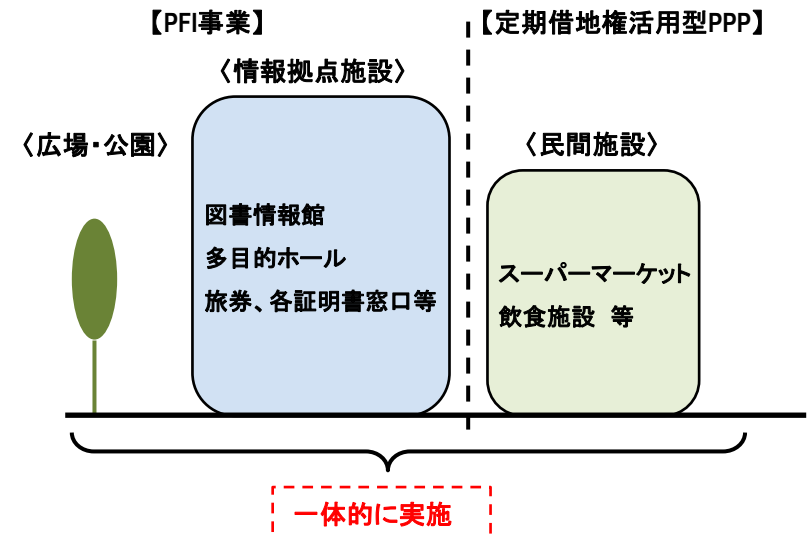 【PFI事業】
【定期借地権活用型PPP】
〈情報拠点施設〉
〈広場・公園〉
〈民間施設〉
図書情報館
多目的ホール
旅券、各証明書窓口等
スーパーマーケット
飲食施設　等
一体的に実施